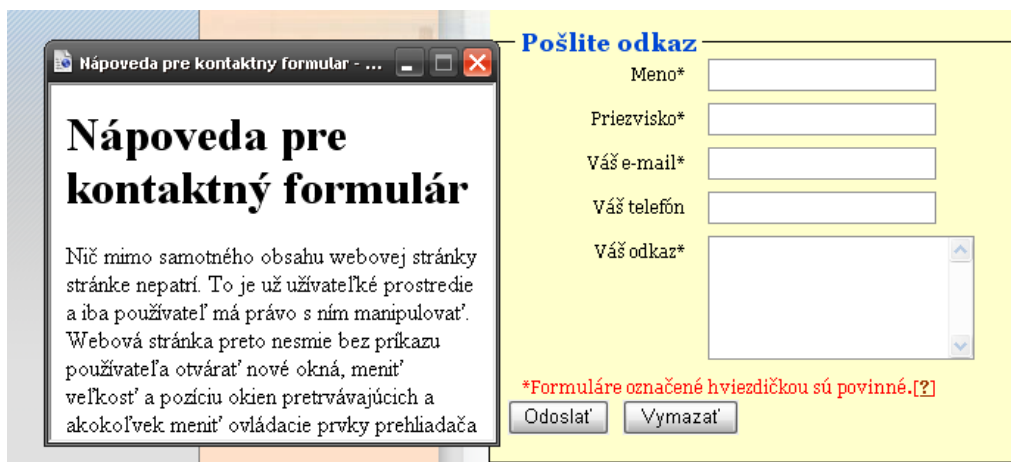 Nápoveda pre kontaktny formular - ...
Nápoveda pre
kontaktný formulár
Nič mimo samotného obsahu webovej stránky
stránke nepatrí. To je už užívateľké prostredie
a iba používateľ má právo s ním manipulovať.
Webová stránka preto nesmie bez príkazu
používateľa otvárať nové okná, meniť
veľkosť a pozíciu okien pretrvávajúcich a
akokoľvek meniť ovládacie prvky prehliadača
Pošlite odkaz
Meno*
Priezvisko*
Váš e-mail*
Váš telefón
Váš odkaz*
*Formuláre označené hviezdičkou sú povinné.[?]
Odoslať Vymazať